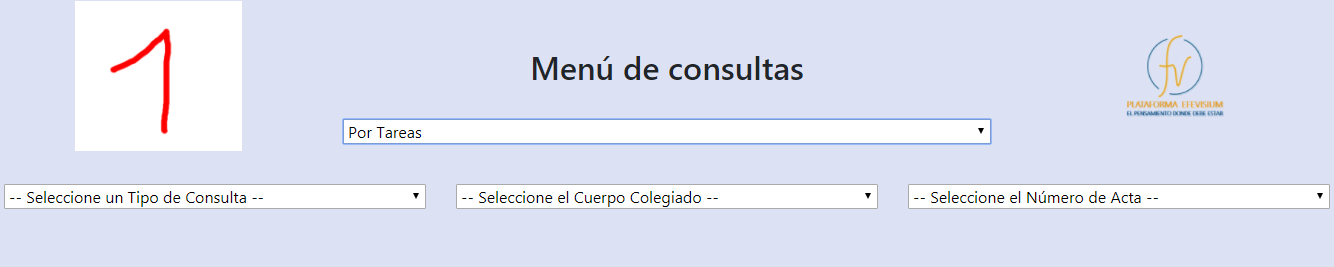 1
Menú de consultas
fv
PLATAFORMA EFEVISIUM
EL PENSAMIENTO DONDE DEBE ESTAR
Por Tareas
-- Seleccione un Tipo de Consulta --
-- Seleccione el Cuerpo Colegiado --
-- Seleccione el Número de Acta --